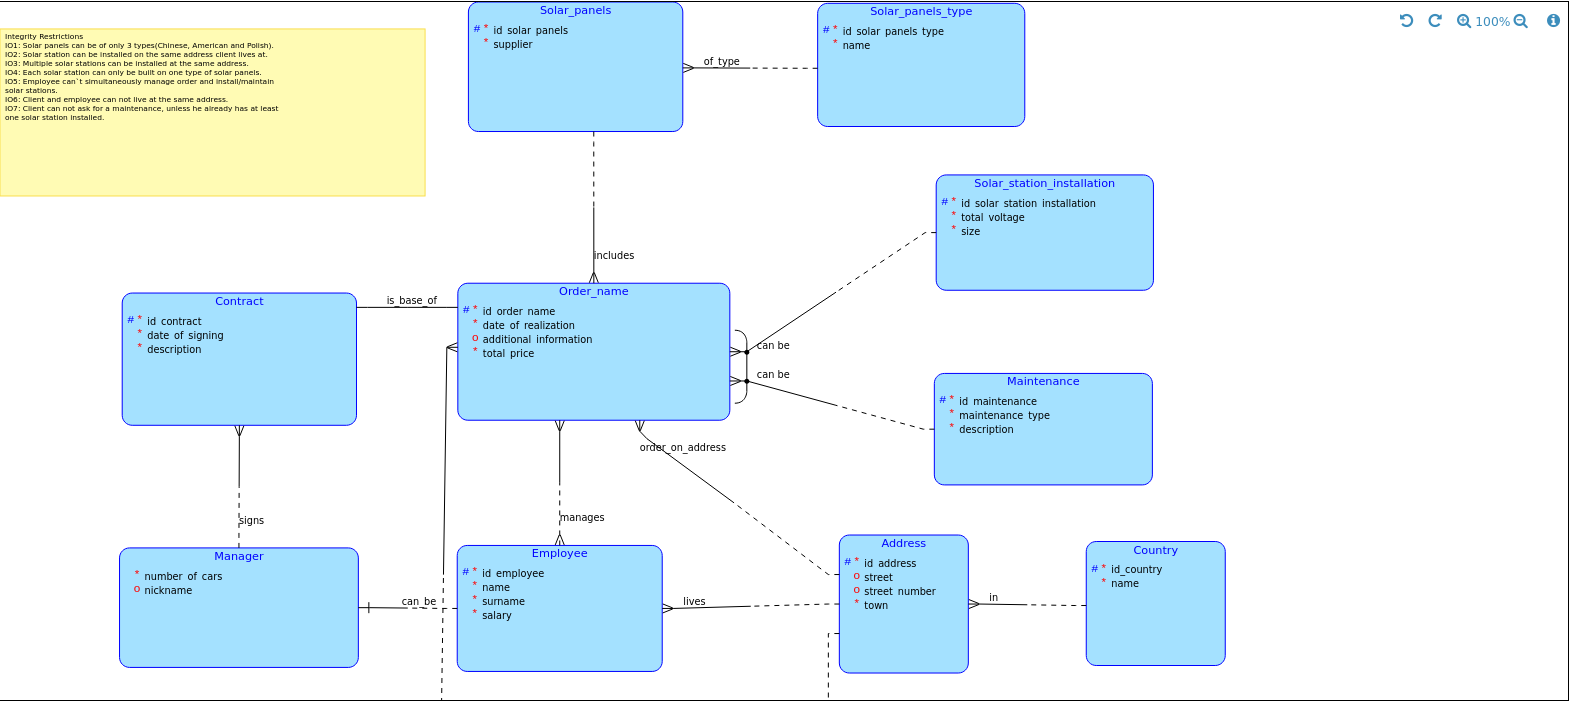 Integrity Restrictions
IO1: Solar panels can be of only 3 types(Chinese, American and Polish).
IO2: Solar station can be installed on the same address client lives at.
IO3: Multiple solar stations can be installed at the same address.
IO4: Each solar station can only be built on one type of solar panels.
IO5: Employee can`t simultaneously manage order and install/maintain
solar stations.
IO6: Client and employee can not live at the same address.
IO7: Client can not ask for a maintenance, unless he already has at least
one solar station installed.
Solar_panels
# * id solar panels
* supplier
of_type
Solar_panels_type
# * id solar panels type
* name
100%
Solar_station_installation
# * id solar station installation
* total voltage
* size
includes
Contract
# * id contract
* date of signing
* description
is_base_of
Order_name
# * id order name
* date of realization
o additional information
* total price
can be
can be
Maintenance
# * id maintenance
* maintenance type
* description
order_on_address
signs
manages
Manager
* number of cars
o nickname
can_be
Employee
# * id employee
* name
* surname
* salary
lives
Address
# * id address
o street
o street number
* town
in
Country
# * id_country
* name